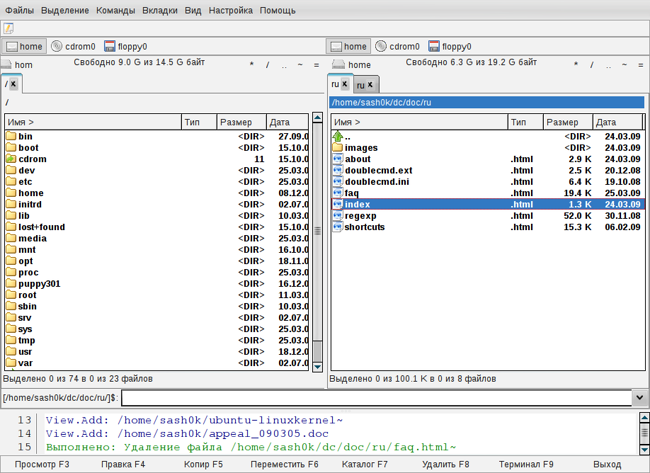 Файлы Выделение Команды Вкладки Вид Настройка Помощь
home cdrom0 floppy0
hom Свободно 9.0 G из 14.5 G байт * / .. ~ =
/
/
Имя > Тип Размер Дата
bin <DIR> 27.09.0
boot <DIR> 15.10.0
cdrom 11 15.10.0
dev <DIR> 25.03.0
etc <DIR> 25.03.0
home <DIR> 08.12.0
initrd <DIR> 02.07.0
lib <DIR> 10.03.0
lost+found <DIR> 15.10.0
media <DIR> 25.03.0
mnt <DIR> 16.10.0
opt <DIR> 18.11.0
proc <DIR> 25.03.0
puppy301 <DIR> 16.12.0
root <DIR> 11.03.0
sbin <DIR> 10.03.0
srv <DIR> 02.07.0
sys <DIR> 25.03.0
tmp <DIR> 25.03.0
usr <DIR> 18.12.0
var <DIR> 02.07.0
Выделено 0 из 74 в 0 из 23 файлов
home cdrom0 floppy0
home Свободно 6.3 G из 19.2 G байт * / .. ~ =
ru ru
/home/sash0k/dc/doc/ru
Имя > Тип Размер Дата
.. <DIR> 24.03.09
images <DIR> 24.03.09
about .html 2.9 K 24.03.09
doublecmd.ext .html 2.5 K 20.12.08
doublecmd.ini .html 6.4 K 19.10.08
faq .html 19.4 K 25.03.09
index .html 1.3 K 24.03.09
regexp .html 52.0 K 30.11.08
shortcuts .html 15.3 K 06.02.09
Выделено 0 из 100.1 K в 0 из 8 файлов
[/home/sash0k/dc/doc/ru/]$:
13 View.Add: /home/sash0k/ubuntu-linuxkernel~
14 View.Add: /home/sash0k/appeal_090305.doc
15 Выполнено: Удаление файла /home/sash0k/dc/doc/ru/faq.html~
Просмотр F3 Правка F4 Копир F5 Переместить F6 Каталог F7 Удалить F8 Терминал F9 Выход